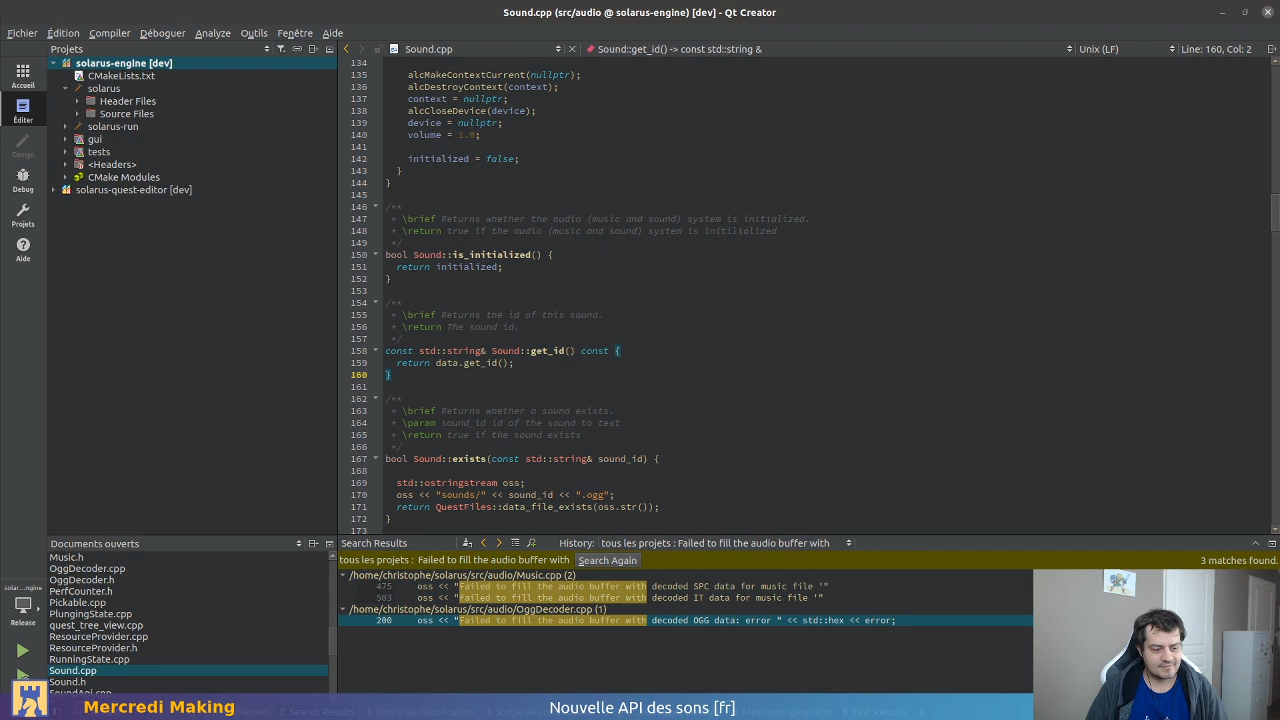 Sound.cpp (src/audio @ solarus-engine) [dev] - Qt Creator
Fichier Édition Compiler Déboguer Analyze Outils Fenêtre Aide
Projets
Sound.cpp
Sound::get_id() -> const std::string &
Unix (LF)
Line: 160, Col: 2
Accueil
Éditer
Design
Debug
Projets
Aide
solarus-engine [dev]
CMakeLists.txt
solarus
Header Files
Source Files
solarus-run
gui
tests
<Headers>
CMake Modules
solarus-quest-editor [dev]
134
135 alcMakeContextCurrent(nullptr);
136 alcDestroyContext(context);
137 context = nullptr;
138 alcCloseDevice(device);
139 device = nullptr;
140 volume = 1.0;
141
142 initialized = false;
143 }
144 }
145
146 /**
147 * \brief Returns whether the audio (music and sound) system is initialized.
148 * \return true if the audio (music and sound) system is initilialized
149 */
150 bool Sound::is_initialized() {
151 return initialized;
152 }
153
154 /**
155 * \brief Returns the id of this sound.
156 * \return The sound id.
157 */
158 const std::string& Sound::get_id() const {
159 return data.get_id();
160 }
161
162 /**
163 * \brief Returns whether a sound exists.
164 * \param sound_id id of the sound to test
165 * \return true if the sound exists
166 */
167 bool Sound::exists(const std::string& sound_id) {
168
169 std::ostringstream oss;
170 oss << "sounds/" << sound_id << ".ogg";
171 return QuestFiles::data_file_exists(oss.str());
172 }
173
Documents ouverts
Music.h
OggDecoder.cpp
OggDecoder.h
PerfCounter.h
Pickable.cpp
PlungingState.cpp
quest_tree_view.cpp
ResourceProvider.cpp
ResourceProvider.h
RunningState.cpp
Sound.cpp
Sound.h
SoundApi.cpp
solar...ngine
Release
Search Results
History: tous les projets : Failed to fill the audio buffer with
tous les projets : Failed to fill the audio buffer with
Search Again
3 matches found.
/home/christophe/solarus/src/audio/Music.cpp (2)
475 oss << "Failed to fill the audio buffer with decoded SPC data for music file '"
503 oss << "Failed to fill the audio buffer with decoded IT data for music file '"
/home/christophe/solarus/src/audio/OggDecoder.cpp (1)
200 oss << "Failed to fill the audio buffer with decoded OGG data: error " << std::hex << error;
Mercredi Making
Nouvelle API des sons [fr]